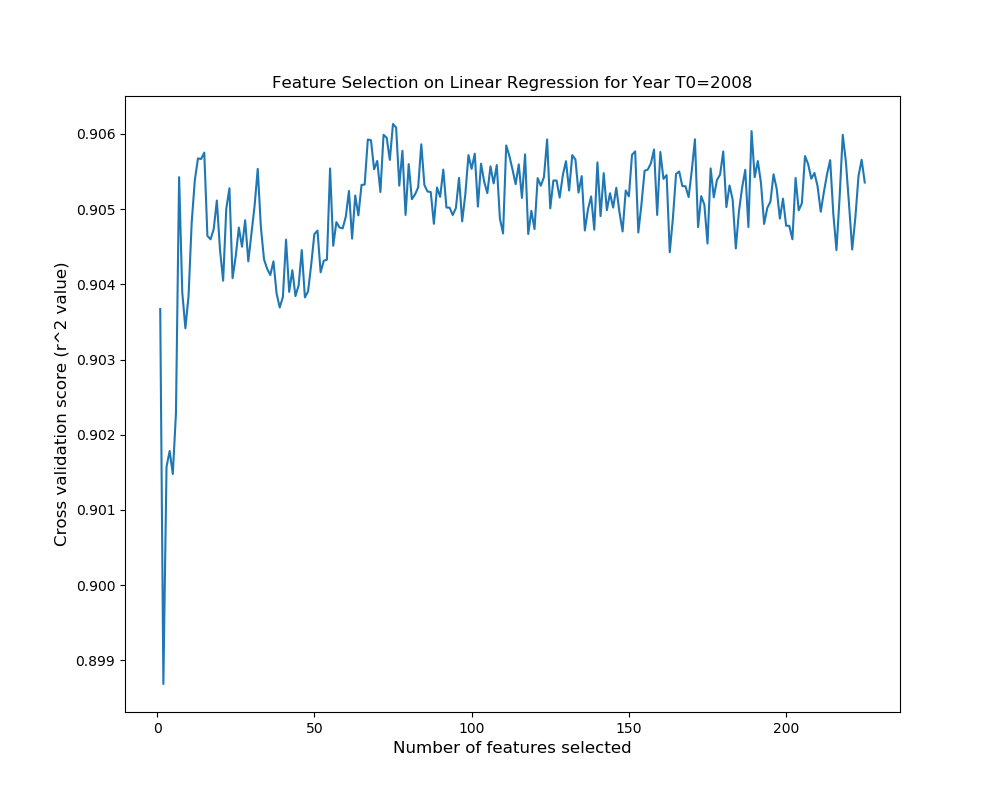 Feature Selection on Linear Regression for Year T0=2008
0.906
0.905
0.904
0.903
0.902
0.901
0.900
0.899
Cross validation score (r^2 value)
0 50 100 150 200
Number of features selected